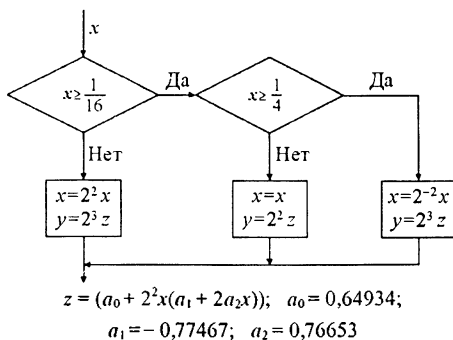 x
x ≥ 1/16
Да
x ≥ 1/4
Да
Нет
Нет
x=2² x
y=2³ z
x=x
y=2² z
x=2⁻² x
y=2³ z
z = (a₀ + 2²x(a₁ + 2a₂x)); a₀ = 0,64934;
a₁ = − 0,77467; a₂ = 0,76653